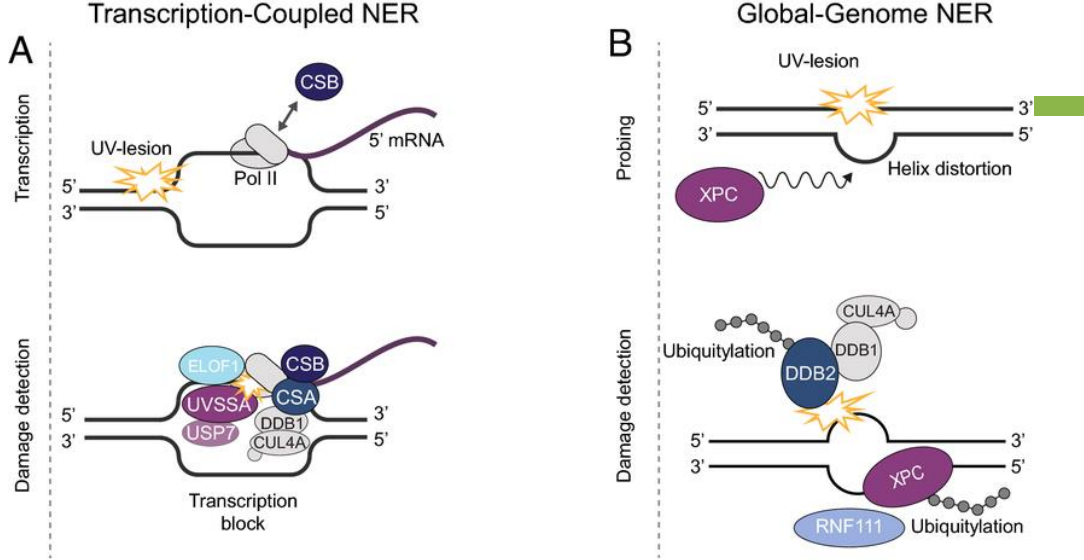 Transcription-Coupled NER
A
Transcription
CSB
5' mRNA
UV-lesion
Pol II
5'
3'
3'
5'
Damage detection
ELOF1
CSB
UVSSA
CSA
USP7
DDB1
CUL4A
5'
3'
3'
5'
Transcription
block
Global-Genome NER
B
Probing
UV-lesion
5'
3'
3'
5'
Helix distortion
XPC
Damage detection
CUL4A
Ubiquitylation
DDB1
DDB2
5'
3'
3'
5'
XPC
RNF111
Ubiquitylation